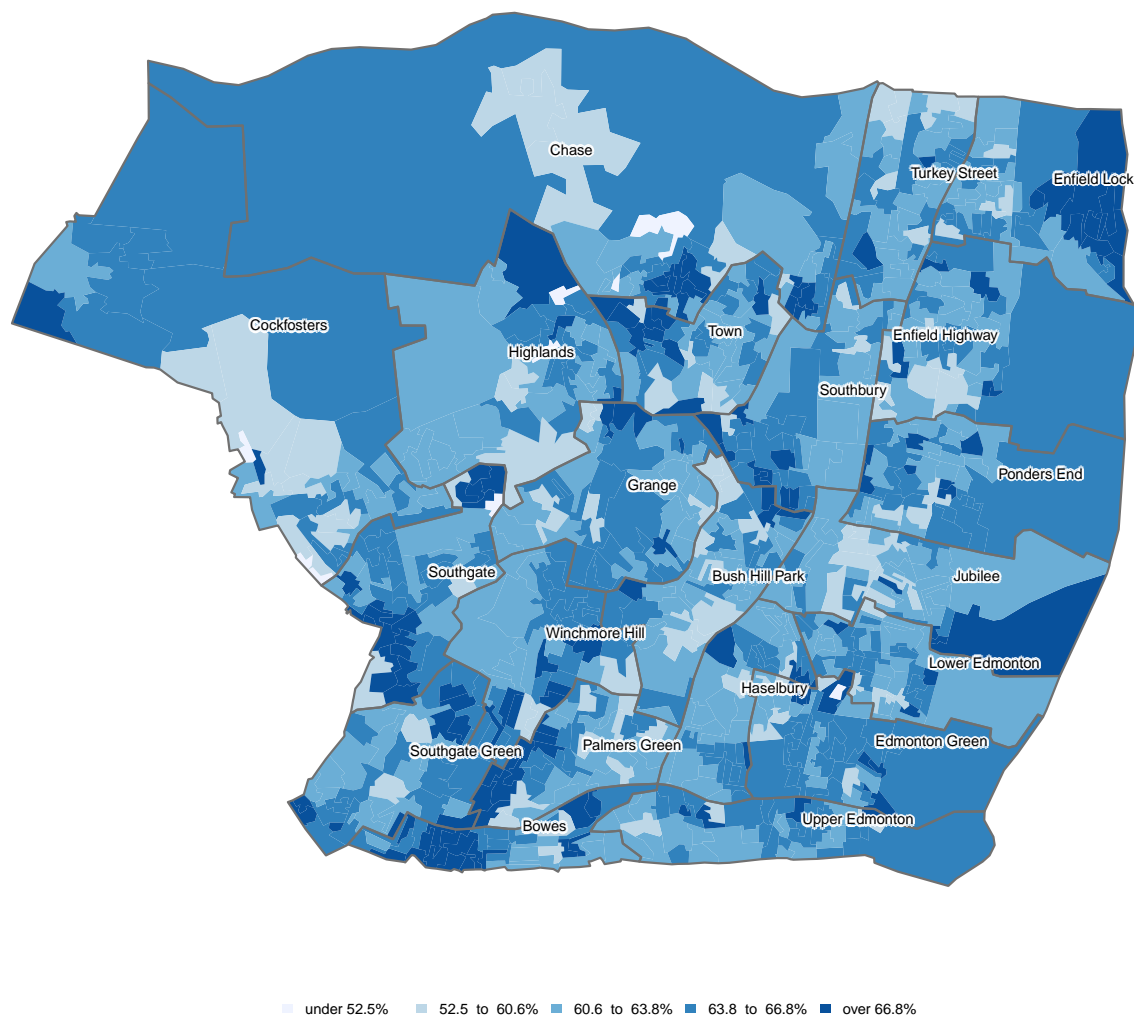 Chase
Turkey Street
Enfield Lock
Cockfosters
Town
Enfield Highway
Highlands
Southbury
Ponders End
Grange
Southgate
Bush Hill Park
Jubilee
Winchmore Hill
Lower Edmonton
Haselbury
Southgate Green
Palmers Green
Edmonton Green
Bowes
Upper Edmonton
under 52.5% 52.5 to 60.6% 60.6 to 63.8% 63.8 to 66.8% over 66.8%